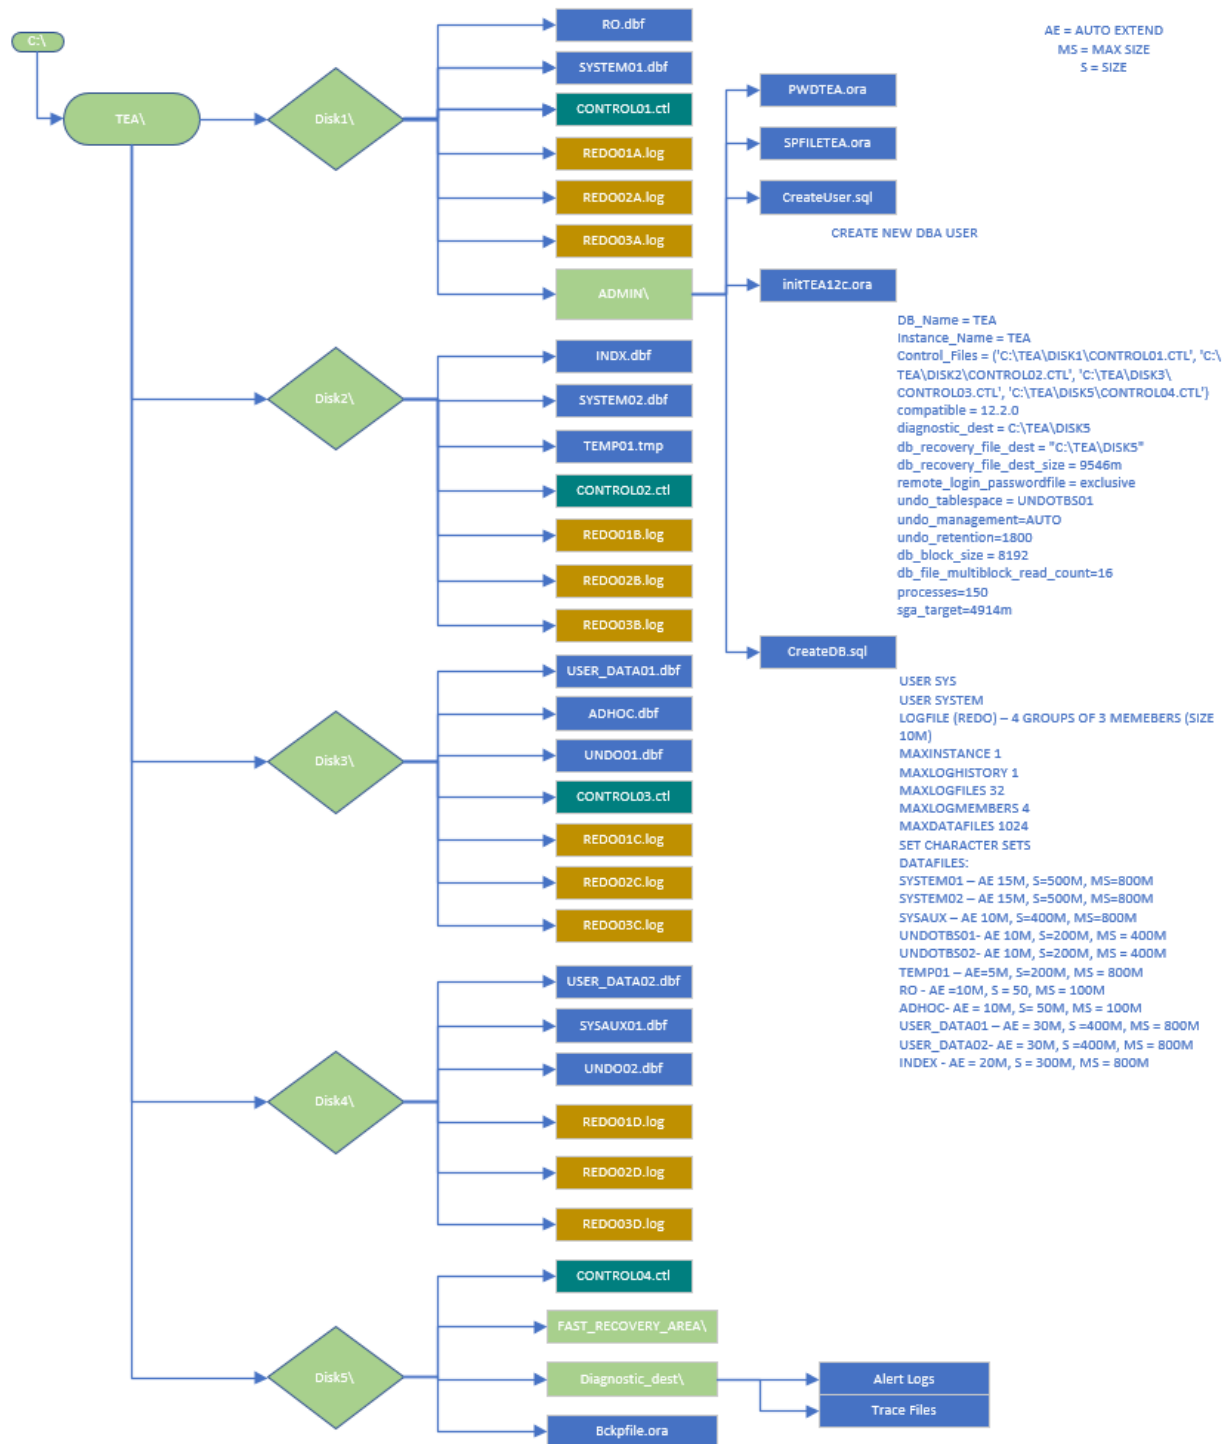 C:\
TEA\
Disk1\
RO.dbf
SYSTEM01.dbf
CONTROL01.ctl
REDO01A.log
REDO02A.log
REDO03A.log
ADMIN\
AE = AUTO EXTEND
MS = MAX SIZE
S = SIZE
PWDTEA.ora
SPFILETEA.ora
CreateUser.sql
CREATE NEW DBA USER
initTEA12c.ora
DB_Name = TEA
Instance_Name = TEA
Control_Files = ('C:\TEA\DISK1\CONTROL01.CTL', 'C:\
TEA\DISK2\CONTROL02.CTL', 'C:\TEA\DISK3\
CONTROL03.CTL', 'C:\TEA\DISK5\CONTROL04.CTL')
compatible = 12.2.0
diagnostic_dest = C:\TEA\DISK5
db_recovery_file_dest = "C:\TEA\DISK5"
db_recovery_file_dest_size = 9546m
remote_login_passwordfile = exclusive
undo_tablespace = UNDOTBS01
undo_management=AUTO
undo_retention=1800
db_block_size = 8192
db_file_multiblock_read_count=16
processes=150
sga_target=4914m
CreateDB.sql
USER SYS
USER SYSTEM
LOGFILE (REDO) – 4 GROUPS OF 3 MEMEBERS (SIZE
10M)
MAXINSTANCE 1
MAXLOGHISTORY 1
MAXLOGFILES 32
MAXLOGMEMBERS 4
MAXDATAFILES 1024
SET CHARACTER SETS
DATAFILES:
SYSTEM01 – AE 15M, S=500M, MS=800M
SYSTEM02 – AE 15M, S=500M, MS=800M
SYSAUX – AE 10M, S=400M, MS=800M
UNDOTBS01- AE 10M, S=200M, MS = 400M
UNDOTBS02- AE 10M, S=200M, MS = 400M
TEMP01 – AE=5M, S=200M, MS = 800M
RO - AE =10M, S = 50, MS = 100M
ADHOC- AE = 10M, S= 50M, MS = 100M
USER_DATA01 – AE = 30M, S =400M, MS = 800M
USER_DATA02- AE = 30M, S =400M, MS = 800M
INDEX - AE = 20M, S = 300M, MS = 800M
Disk2\
INDX.dbf
SYSTEM02.dbf
TEMP01.tmp
CONTROL02.ctl
REDO01B.log
REDO02B.log
REDO03B.log
Disk3\
USER_DATA01.dbf
ADHOC.dbf
UNDO01.dbf
CONTROL03.ctl
REDO01C.log
REDO02C.log
REDO03C.log
Disk4\
USER_DATA02.dbf
SYSAUX01.dbf
UNDO02.dbf
REDO01D.log
REDO02D.log
REDO03D.log
Disk5\
CONTROL04.ctl
FAST_RECOVERY_AREA\
Diagnostic_dest\
Alert Logs
Trace Files
Bckpfile.ora